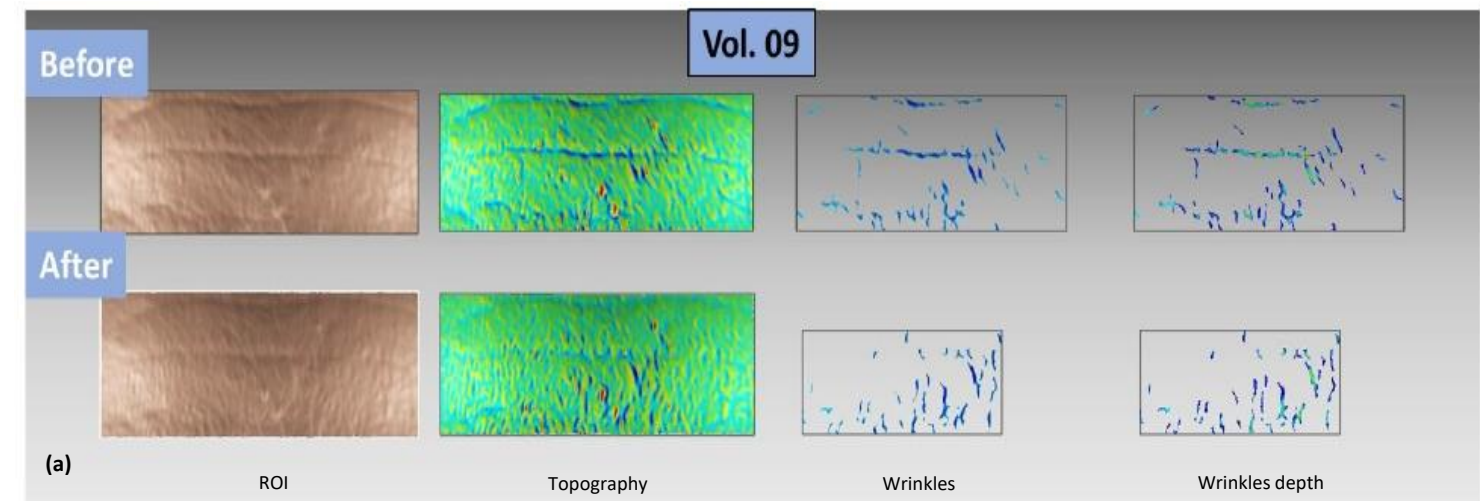 Vol. 09
Before
After
(a)
ROI
Topography
Wrinkles
Wrinkles depth